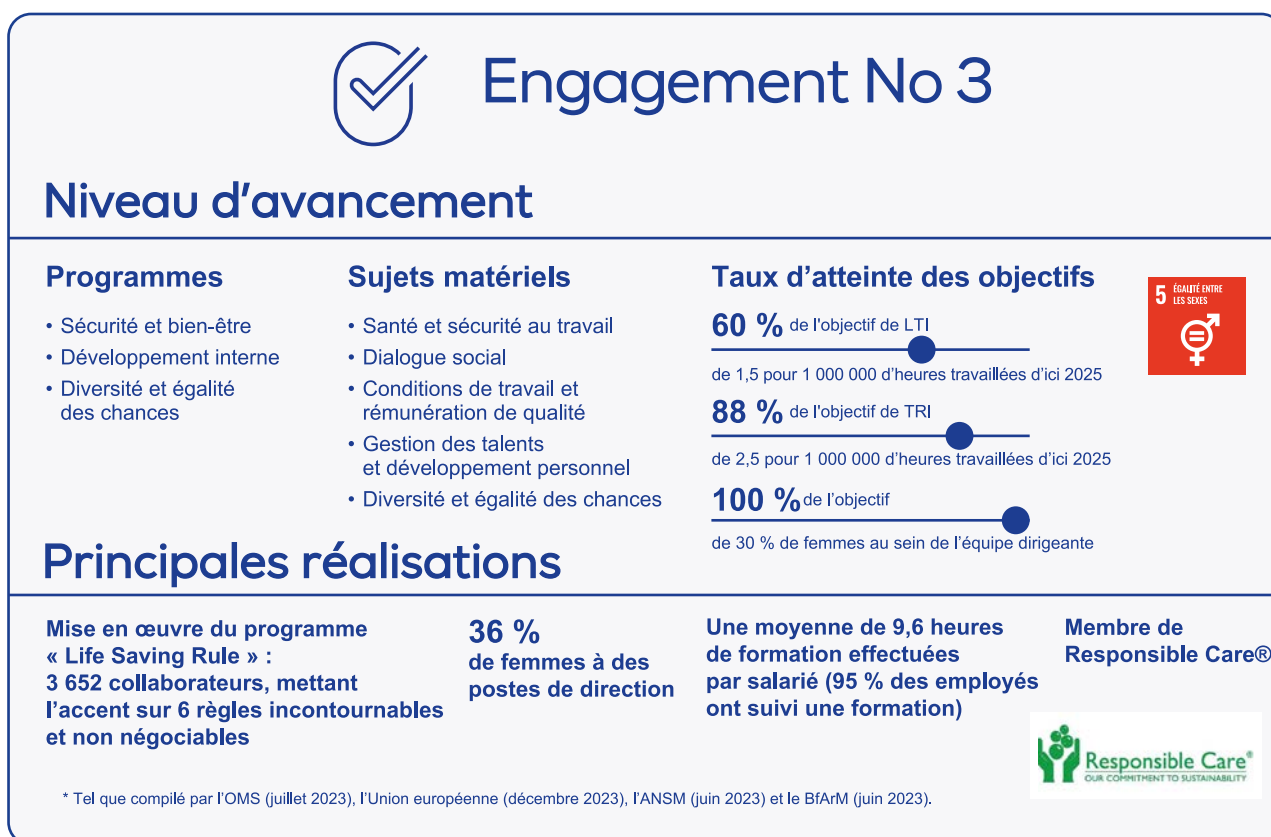 Engagement No 3
Niveau d'avancement
Programmes
• Sécurité et bien-être
• Développement interne
• Diversité et égalité
des chances
Sujets matériels
• Santé et sécurité au travail
• Dialogue social
• Conditions de travail et
rémunération de qualité
• Gestion des talents
et développement personnel
• Diversité et égalité des chances
Taux d'atteinte des objectifs
60 % de l'objectif de LTI
de 1,5 pour 1 000 000 d'heures travaillées d'ici 2025
88 % de l'objectif de TRI
de 2,5 pour 1 000 000 d'heures travaillées d'ici 2025
100 % de l'objectif
de 30 % de femmes au sein de l'équipe dirigeante
5 ÉGALITÉ ENTRE
LES SEXES
Principales réalisations
Mise en œuvre du programme
« Life Saving Rule » :
3 652 collaborateurs, mettant
l'accent sur 6 règles incontournables
et non négociables
36 %
de femmes à des
postes de direction
Une moyenne de 9,6 heures
de formation effectuées
par salarié (95 % des employés
ont suivi une formation)
Membre de
Responsible Care®
Responsible Care®
OUR COMMITMENT TO SUSTAINABILITY
* Tel que compilé par l'OMS (juillet 2023), l'Union européenne (décembre 2023), l'ANSM (juin 2023) et le BfArM (juin 2023).